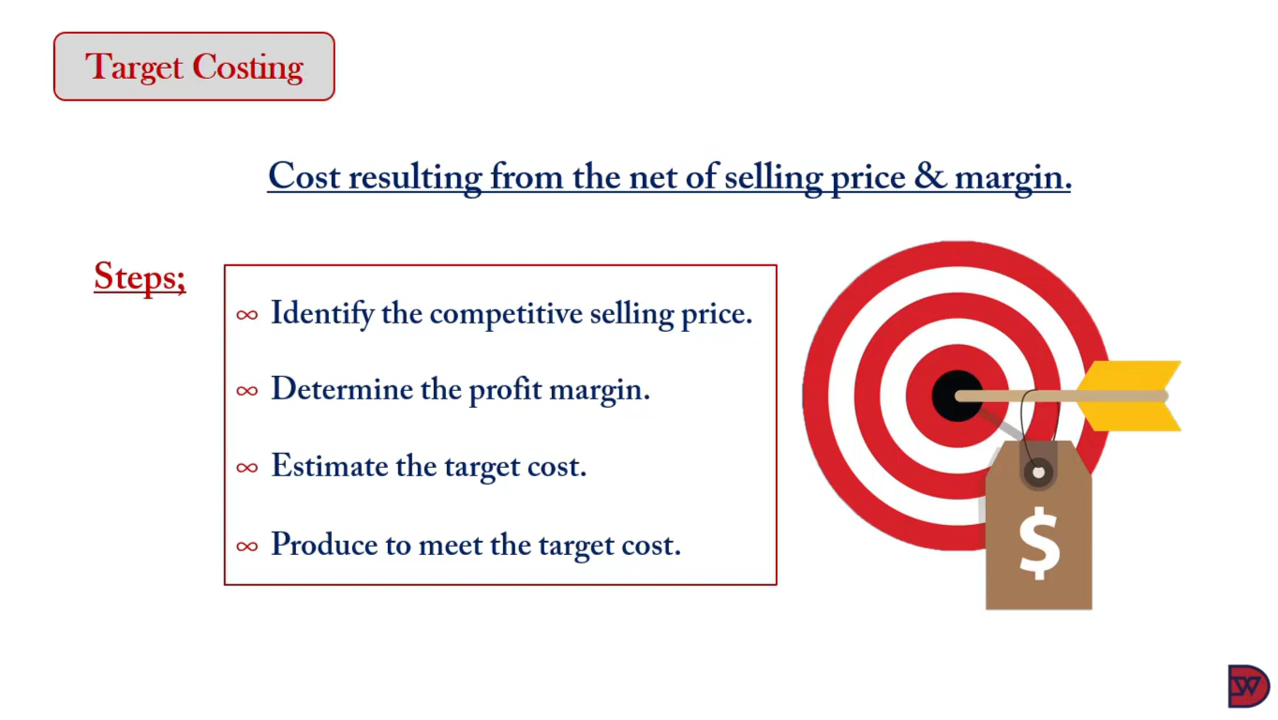 Target Costing
Cost resulting from the net of selling price & margin.
Steps;
∞ Identify the competitive selling price.
∞ Determine the profit margin.
∞ Estimate the target cost.
∞ Produce to meet the target cost.
$
DW